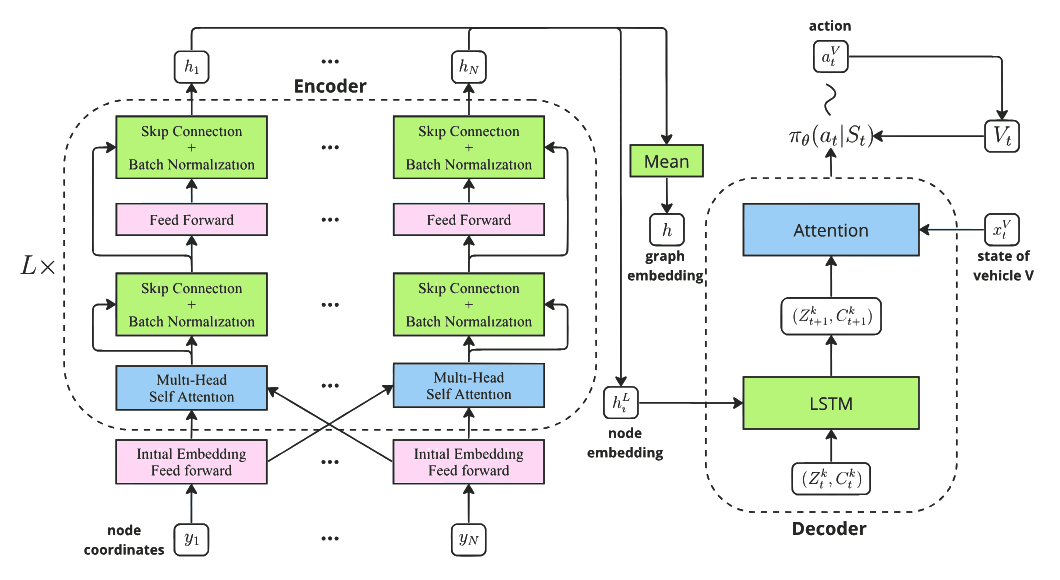 action
h_1
...
h_N
a_t^V
Encoder
Skip Connection
+
Batch Normalization
...
Skip Connection
+
Batch Normalization
π_θ(a_t|S_t)
V_t
Mean
Feed Forward
...
Feed Forward
h
graph
embedding
Attention
x_t^V
state of
vehicle V
L×
Skip Connection
+
Batch Normalization
...
Skip Connection
+
Batch Normalization
(Z_{t+1}^k, C_{t+1}^k)
Multi-Head
Self Attention
...
Multi-Head
Self Attention
h_i^L
node
embedding
LSTM
Initial Embedding
Feed forward
...
Initial Embedding
Feed forward
(Z_t^k, C_t^k)
Decoder
node
coordinates
y_1
...
y_N